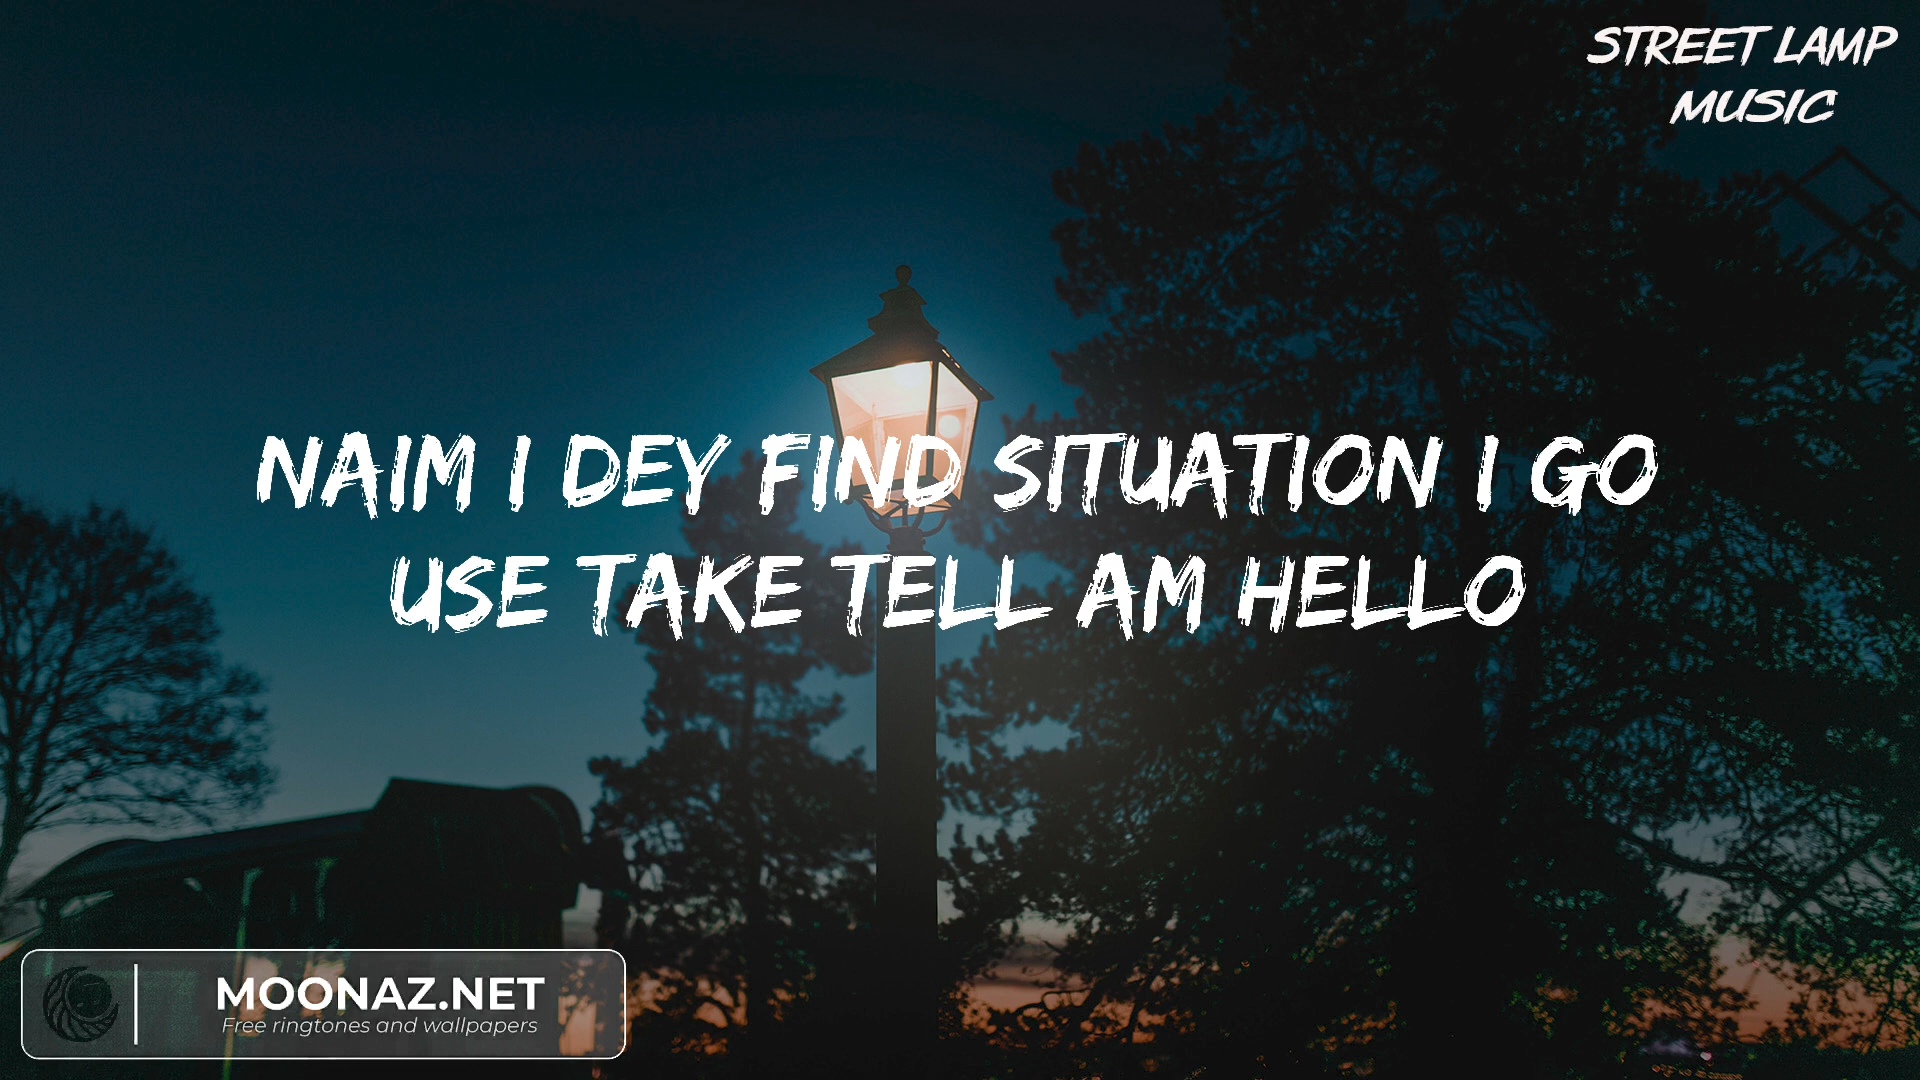 STREET LAMP
MUSIC
NAIM I DEY FIND SITUATION I GO
USE TAKE TELL AM HELLO
MOONAZ.NET
Free ringtones and wallpapers